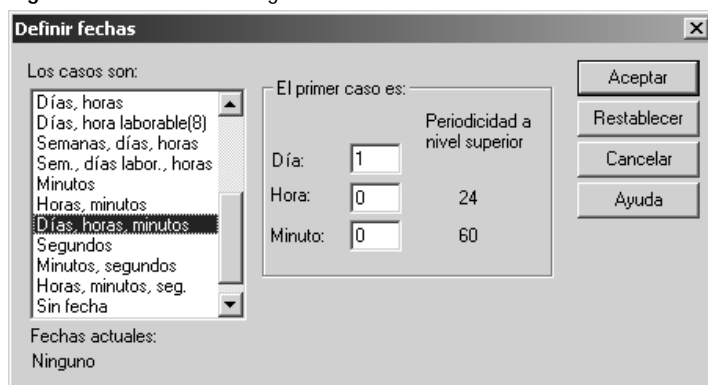 Definir fechas
Los casos son:
Días, horas
Días, hora laborable(8)
Semanas, días, horas
Sem., días labor., horas
Minutos
Horas, minutos
Días, horas, minutos
Segundos
Minutos, segundos
Horas, minutos, seg.
Sin fecha
Fechas actuales:
Ninguno
El primer caso es:
Periodicidad a
nivel superior
Día: 1
Hora: 0 24
Minuto: 0 60
Aceptar
Restablecer
Cancelar
Ayuda